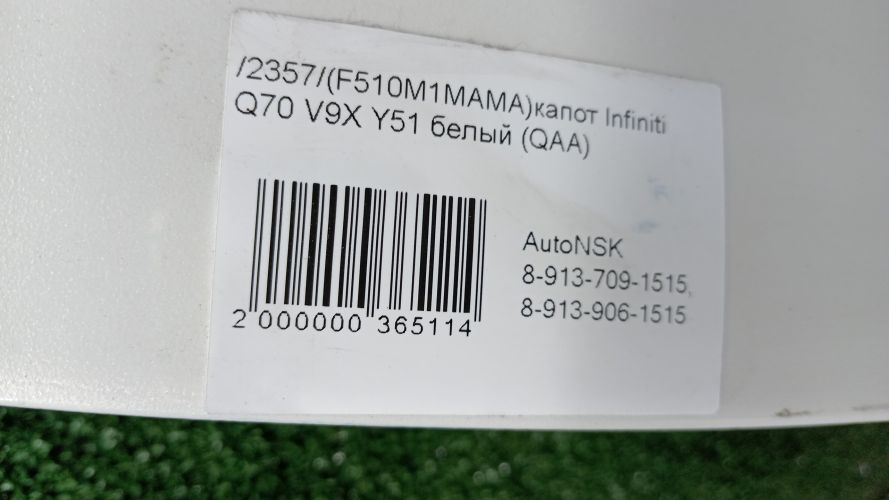 /2357/(F510M1MAMA)капот Infiniti
Q70 V9X Y51 белый (QAA)
AutoNSK
8-913-709-1515,
8-913-906-1515
2 000000 365114